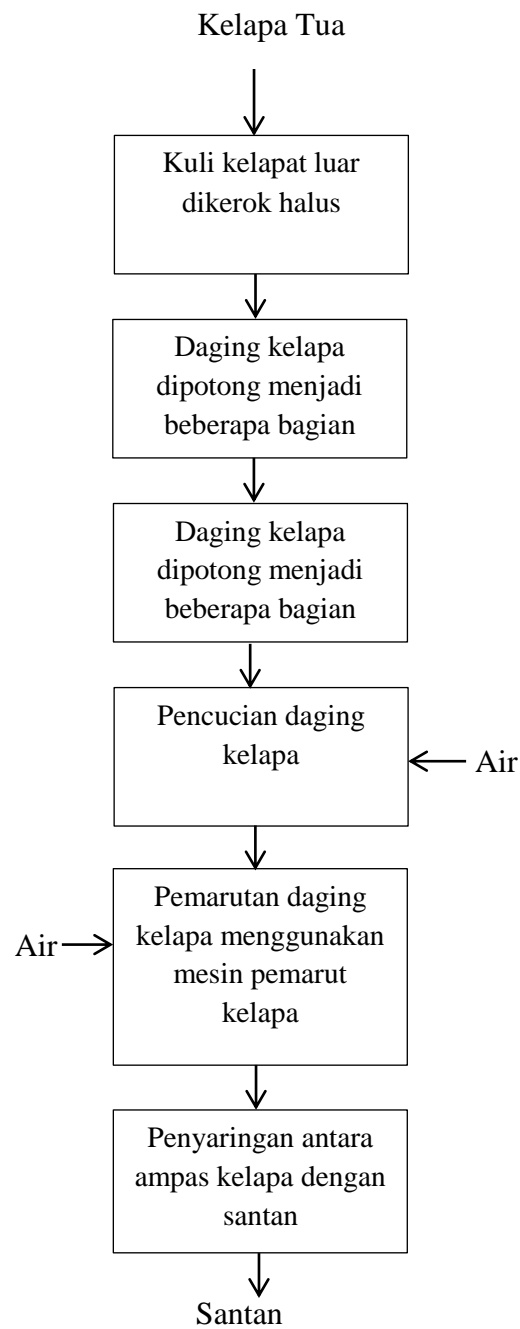 Kelapa Tua
Kuli kelapat luar
dikerok halus
Daging kelapa
dipotong menjadi
beberapa bagian
Daging kelapa
dipotong menjadi
beberapa bagian
Pencucian daging
kelapa
Air
Pemarutan daging
kelapa menggunakan
mesin pemarut
kelapa
Air
Penyaringan antara
ampas kelapa dengan
santan
Santan